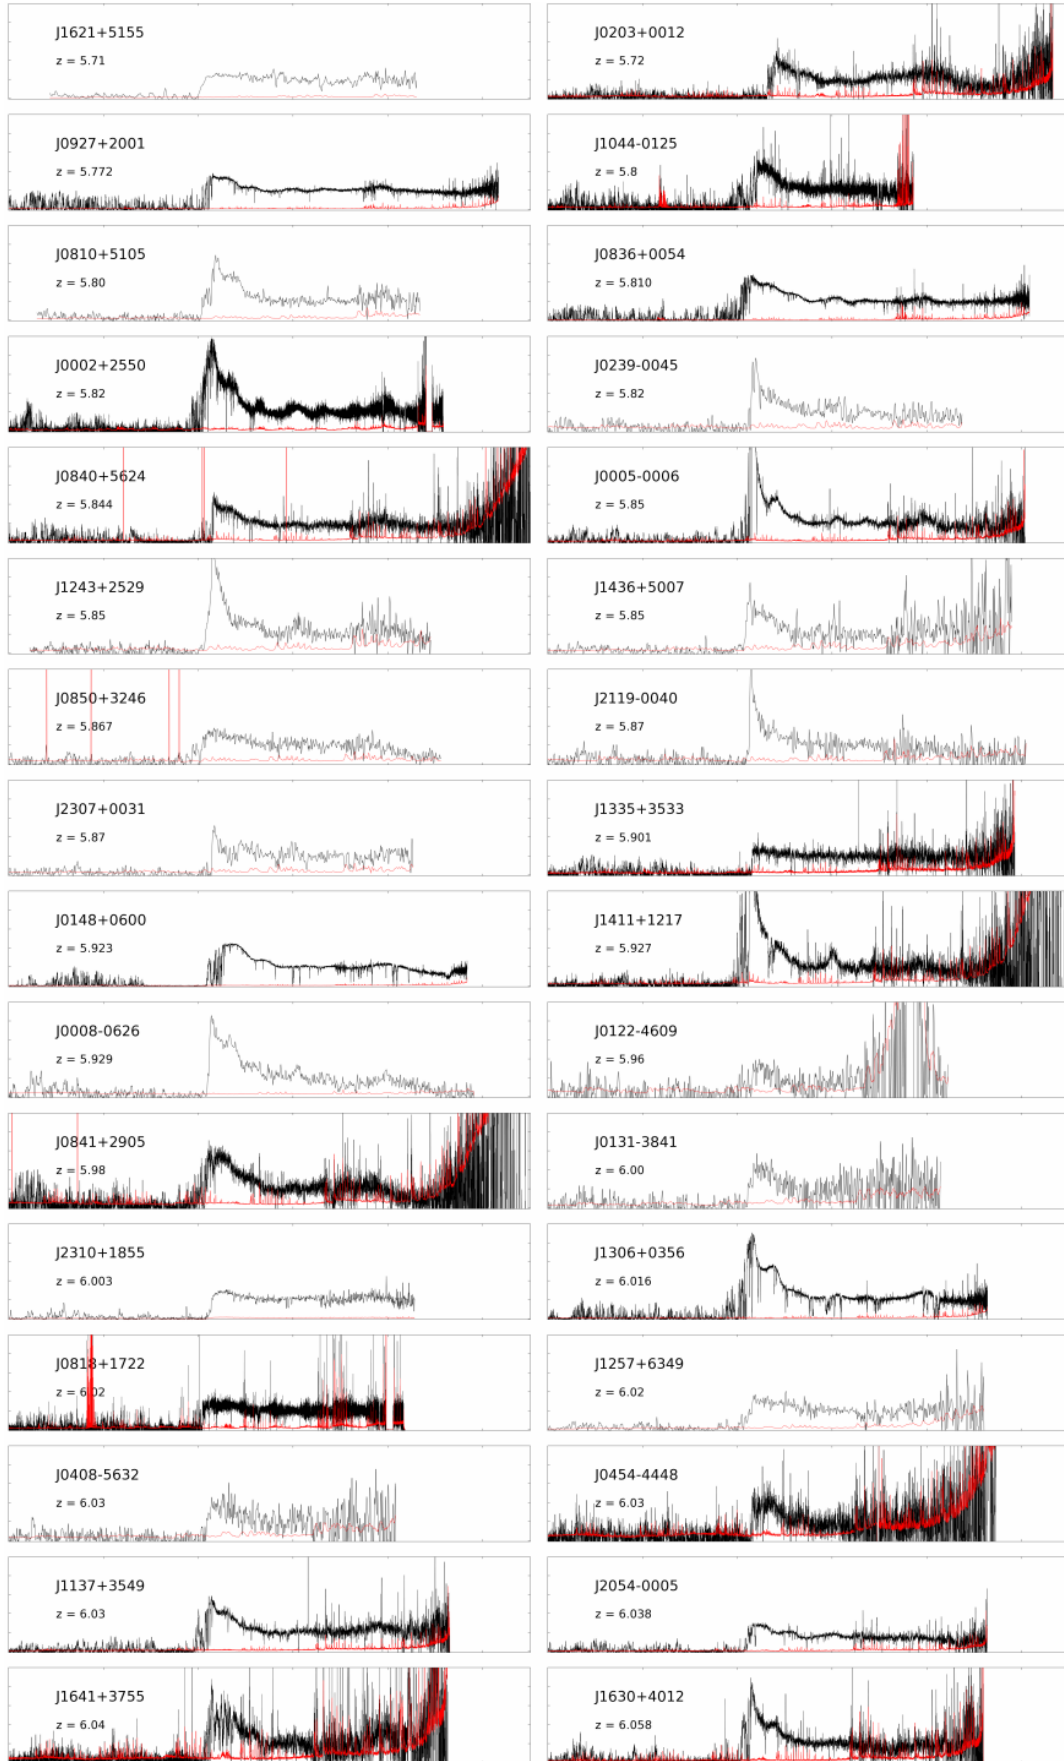 J1621+5155
z = 5.71
J0203+0012
z = 5.72
J0927+2001
z = 5.772
J1044-0125
z = 5.8
J0810+5105
z = 5.80
J0836+0054
z = 5.810
J0002+2550
z = 5.82
J0239-0045
z = 5.82
J0840+5624
z = 5.844
J0005-0006
z = 5.85
J1243+2529
z = 5.85
J1436+5007
z = 5.85
J0850+3246
z = 5.867
J2119-0040
z = 5.87
J2307+0031
z = 5.87
J1335+3533
z = 5.901
J0148+0600
z = 5.923
J1411+1217
z = 5.927
J0008-0626
z = 5.929
J0122-4609
z = 5.96
J0841+2905
z = 5.98
J0131-3841
z = 6.00
J2310+1855
z = 6.003
J1306+0356
z = 6.016
J0818+1722
z = 6.02
J1257+6349
z = 6.02
J0408-5632
z = 6.03
J0454-4448
z = 6.03
J1137+3549
z = 6.03
J2054-0005
z = 6.038
J1641+3755
z = 6.04
J1630+4012
z = 6.058